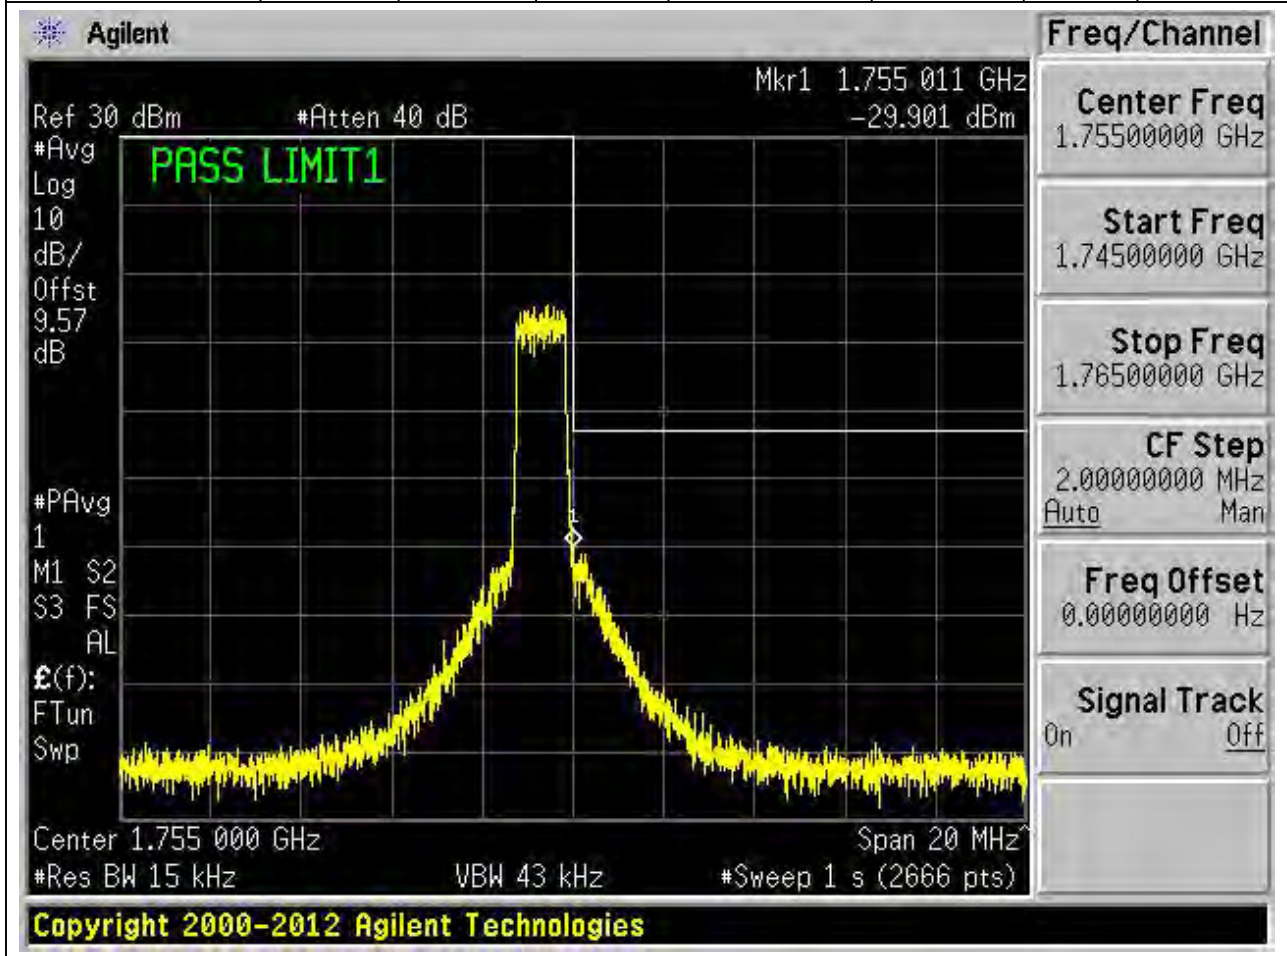 Agilent
Freq/Channel
Mkr1 1.755 011 GHz
Ref 30 dBm #Atten 40 dB -29.901 dBm
#Avg
Log
10
dB/
Offst
9.57
dB
PASS LIMIT1
1
#PAvg
1
M1 S2
S3 FS
AL
£(f):
FTun
Swp
Center 1.755 000 GHz Span 20 MHz^
#Res BW 15 kHz VBW 43 kHz #Sweep 1 s (2666 pts)
Center Freq
1.75500000 GHz
Start Freq
1.74500000 GHz
Stop Freq
1.76500000 GHz
CF Step
2.00000000 MHz
Auto Man
Freq Offset
0.00000000 Hz
Signal Track
On Off
Copyright 2000-2012 Agilent Technologies